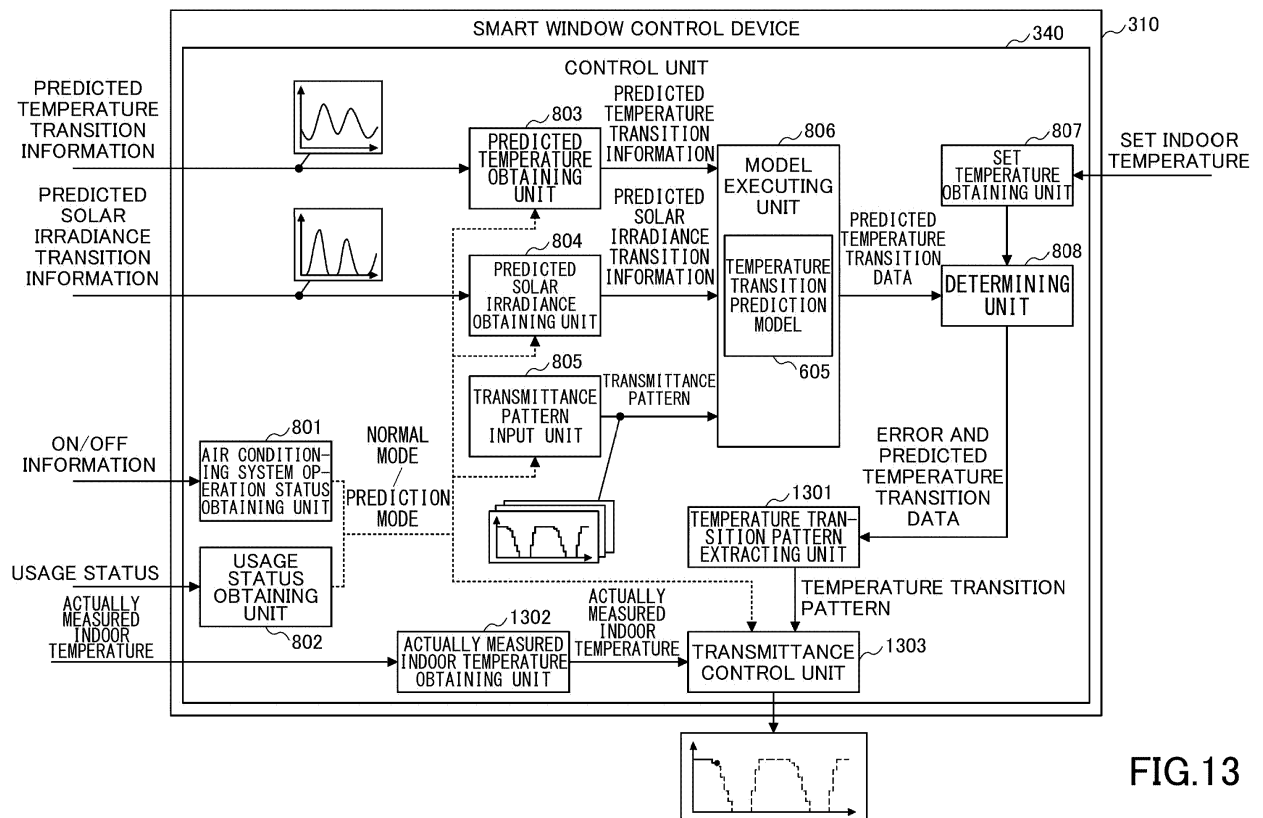 SMART WINDOW CONTROL DEVICE
310
340
CONTROL UNIT
PREDICTED
TEMPERATURE
TRANSITION
INFORMATION
803
PREDICTED
TEMPERATURE
OBTAINING
UNIT
PREDICTED
TEMPERATURE
TRANSITION
INFORMATION
806
MODEL
EXECUTING
UNIT
807
SET
TEMPERATURE
OBTAINING UNIT
SET INDOOR
TEMPERATURE
PREDICTED
SOLAR
IRRADIANCE
TRANSITION
INFORMATION
804
PREDICTED
SOLAR
IRRADIANCE
OBTAINING UNIT
PREDICTED
SOLAR
IRRADIANCE
TRANSITION
INFORMATION
TEMPERATURE
TRANSITION
PREDICTION
MODEL
605
PREDICTED
TEMPERATURE
TRANSITION
DATA
808
DETERMINING
UNIT
805
TRANSMITTANCE
PATTERN
INPUT UNIT
TRANSMITTANCE
PATTERN
ON/OFF
INFORMATION
801
AIR CONDITION-
ING SYSTEM OP-
ERATION STATUS
OBTAINING UNIT
NORMAL
MODE
PREDICTION
MODE
ERROR AND
PREDICTED
TEMPERATURE
TRANSITION
DATA
1301
TEMPERATURE TRAN-
SITION PATTERN
EXTRACTING UNIT
USAGE STATUS
USAGE
STATUS
OBTAINING
UNIT
802
TEMPERATURE TRANSITION
PATTERN
ACTUALLY
MEASURED
INDOOR
TEMPERATURE
1302
ACTUALLY MEASURED
INDOOR TEMPERATURE
OBTAINING UNIT
ACTUALLY
MEASURED
INDOOR
TEMPERATURE
TRANSMITTANCE
CONTROL UNIT
1303
FIG.13